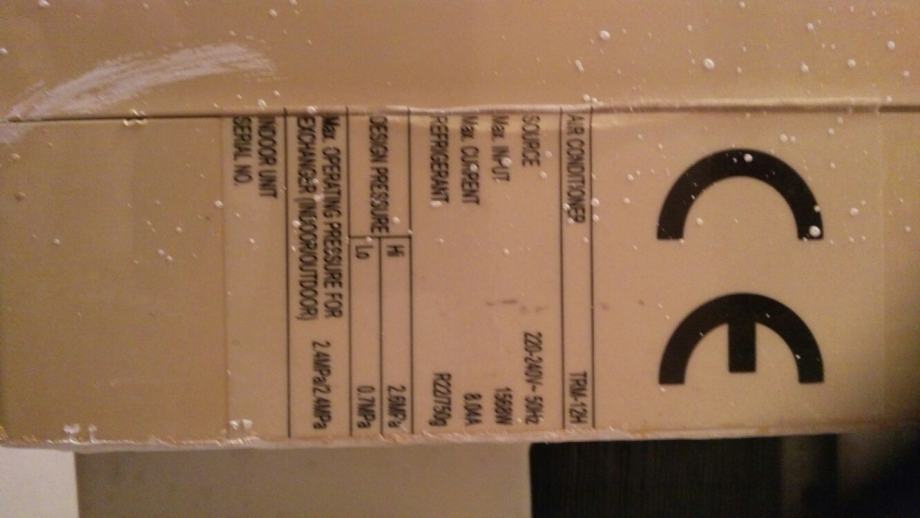 CE
AIR CONDITIONER TRM-12H
SOURCE 220-240V~ 50Hz
Max. INPUT 1568W
Max. CURRENT 8.04A
REFRIGERANT R22/750g
DESIGN PRESSURE Hi 2.6MPa
Lo 0.7MPa
Max. OPERATING PRESSURE FOR
EXCHANGER (INDOOR/OUTDOOR) 2.4MPa/2.4MPa
INDOOR UNIT
SERIAL NO.